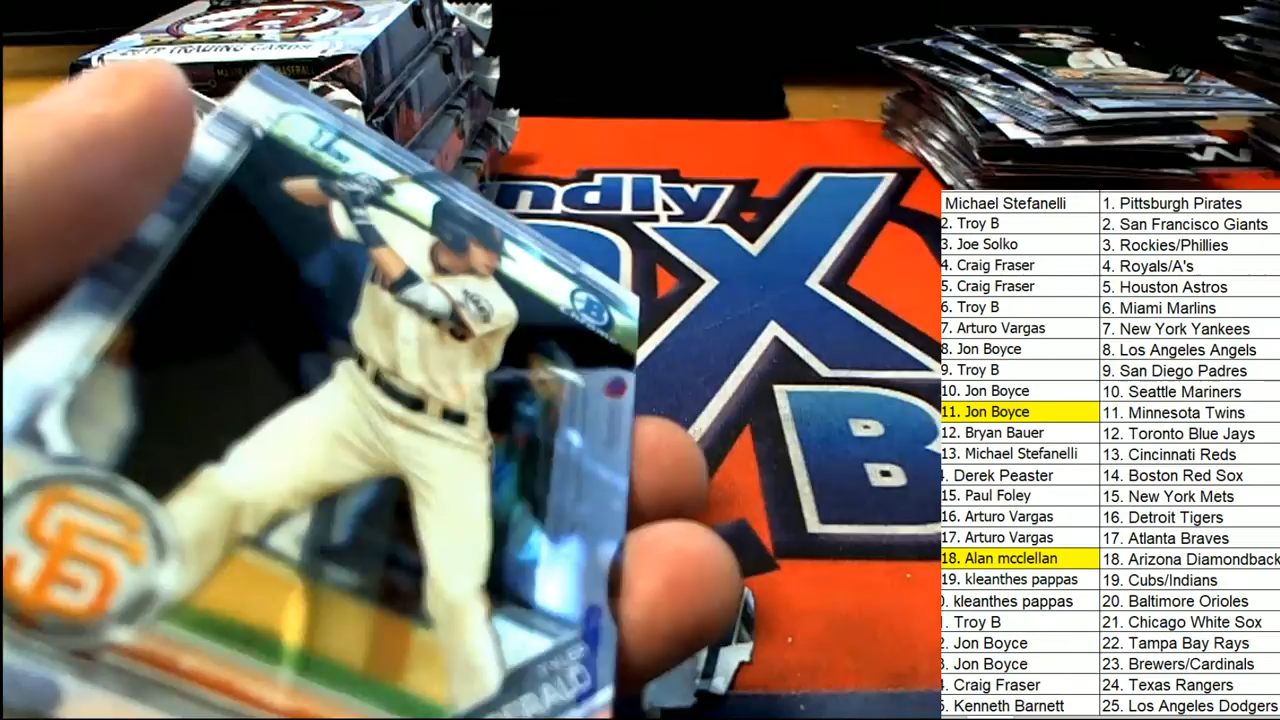 2019 TRADING CARDS
ndly
OX
B
SF
Michael Stefanelli 1. Pittsburgh Pirates
2. Troy B 2. San Francisco Giants
3. Joe Solko 3. Rockies/Phillies
4. Craig Fraser 4. Royals/A's
5. Craig Fraser 5. Houston Astros
6. Troy B 6. Miami Marlins
7. Arturo Vargas 7. New York Yankees
8. Jon Boyce 8. Los Angeles Angels
9. Troy B 9. San Diego Padres
10. Jon Boyce 10. Seattle Mariners
11. Jon Boyce 11. Minnesota Twins
12. Bryan Bauer 12. Toronto Blue Jays
13. Michael Stefanelli 13. Cincinnati Reds
. Derek Peaster 14. Boston Red Sox
15. Paul Foley 15. New York Mets
16. Arturo Vargas 16. Detroit Tigers
17. Arturo Vargas 17. Atlanta Braves
18. Alan mcclellan 18. Arizona Diamondback
19. kleanthes pappas 19. Cubs/Indians
). kleanthes pappas 20. Baltimore Orioles
. Troy B 21. Chicago White Sox
. Jon Boyce 22. Tampa Bay Rays
. Jon Boyce 23. Brewers/Cardinals
. Craig Fraser 24. Texas Rangers
. Kenneth Barnett 25. Los Angeles Dodgers